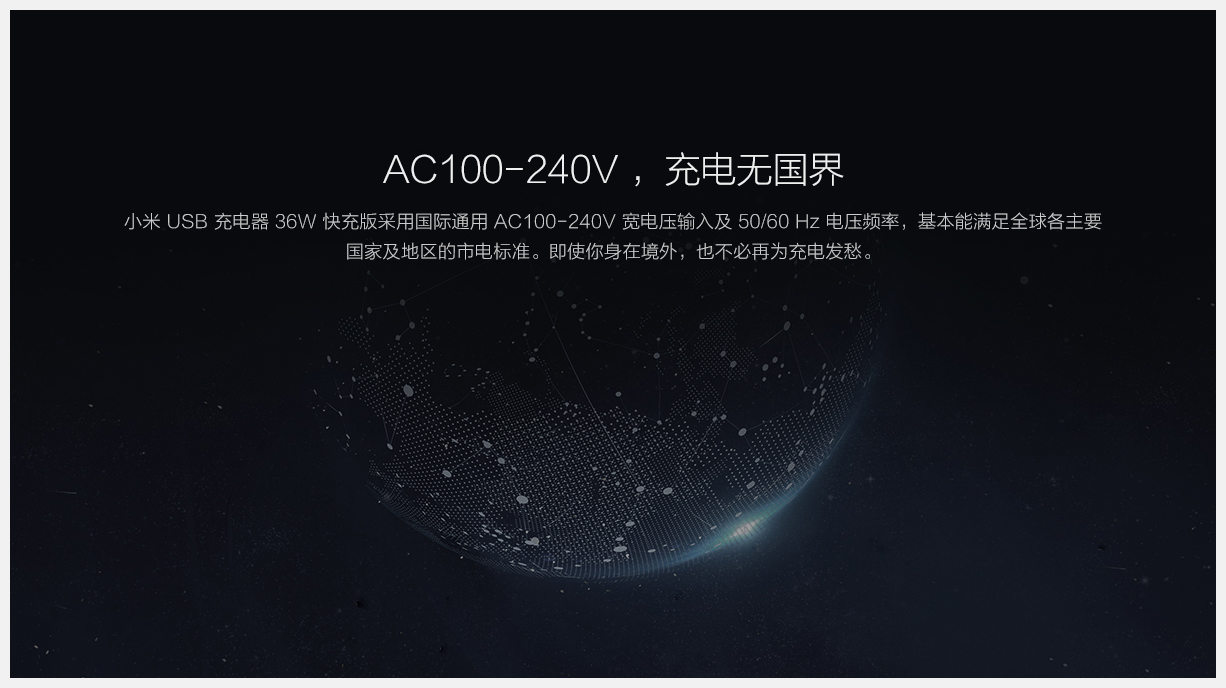 AC100-240V ，充电无国界
小米 USB 充电器 36W 快充版采用国际通用 AC100-240V 宽电压输入及 50/60 Hz 电压频率，基本能满足全球各主要
国家及地区的市电标准。即使你身在境外，也不必再为充电发愁。